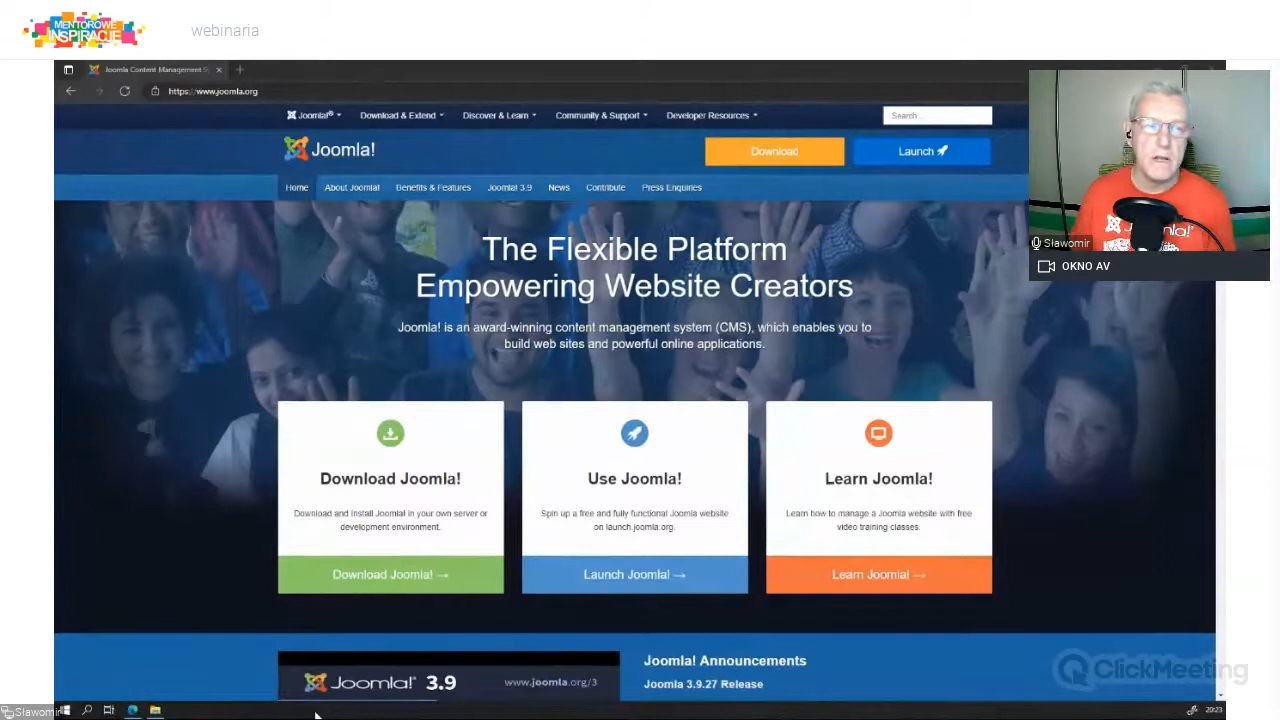 MENTOROWE
INSPIRACJE
webinaria
Joomla Content Management S
https://www.joomla.org
Joomla!® Download & Extend Discover & Learn Community & Support Developer Resources
Search...
Joomla!
Download
Launch
Home About Joomla! Benefits & Features Joomla! 3.9 News Contribute Press Enquiries
The Flexible Platform
Empowering Website Creators
Joomla! is an award-winning content management system (CMS), which enables you to
build web sites and powerful online applications.
Joomla!
Sławomir
OKNO AV
Download Joomla!
Download and install Joomla! in your own server or
development environment.
Download Joomla! →
Use Joomla!
Spin up a free and fully functional Joomla website
on launch.joomla.org.
Launch Joomla! →
Learn Joomla!
Learn how to manage a Joomla website with free
video training classes.
Learn Joomla! →
Joomla!® 3.9
www.joomla.org/3
Joomla! Announcements
Joomla 3.9.27 Release
ClickMeeting
Sławomir
20:23